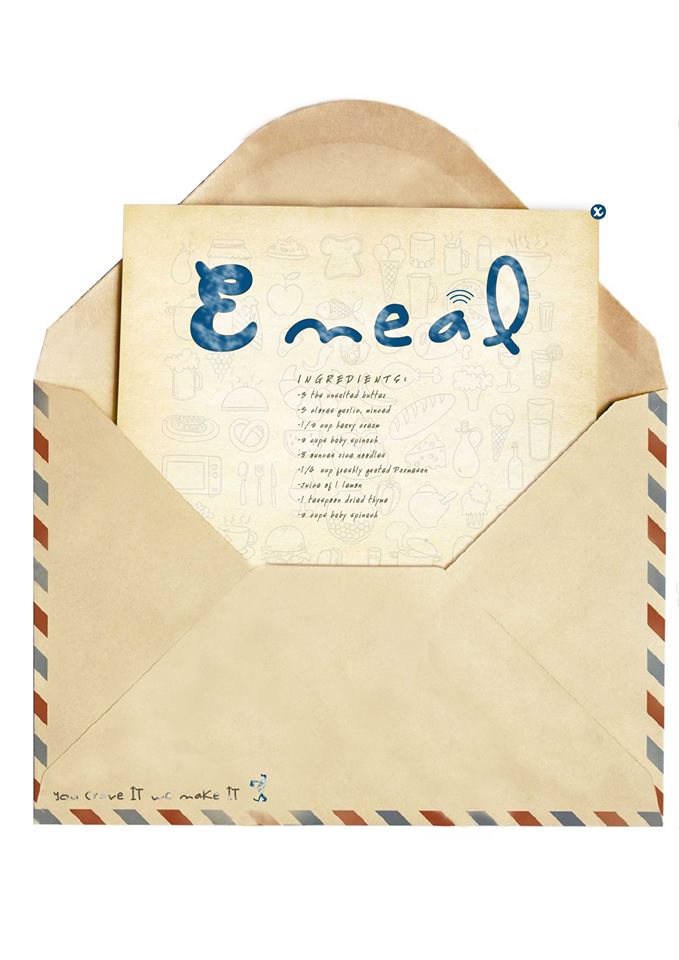 x
E meal
INGREDIENTS:
-3 tbs unsalted butter
-3 cloves garlic, minced
-1/2 cup heavy cream
-2 cups baby spinach
-8 ounces rice noodles
-1/4 cup freshly grated Parmesan
-Juice of 1 lemon
-1 teaspoon dried thyme
-2 cups baby spinach
you crave IT we make IT